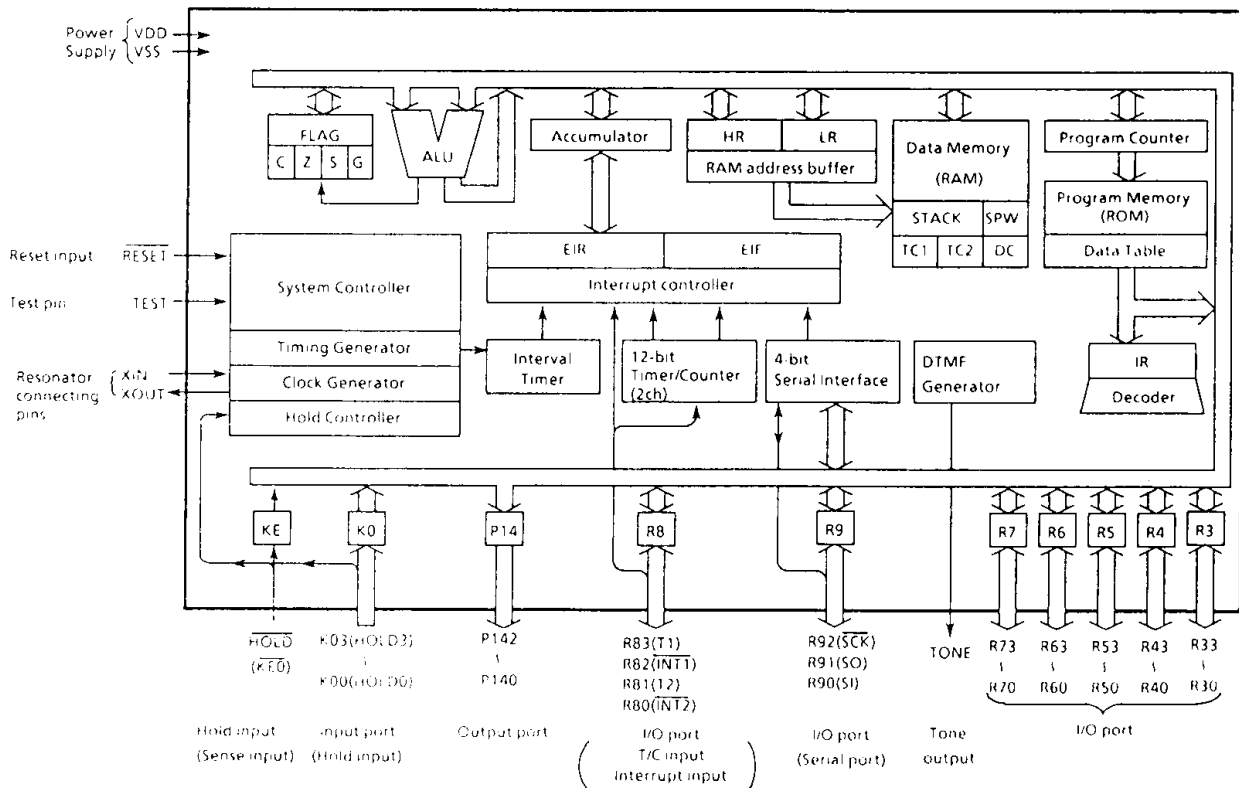 Power VDD
Supply VSS
FLAG
C Z S G
ALU
Accumulator
HR LR
RAM address buffer
Data Memory
(RAM)
STACK SPW
TC1 TC2 DC
Program Counter
Program Memory
(ROM)
Data Table
Reset input RESET
Test pin TEST
Resonator
connecting
pins
XIN
XOUT
System Controller
Timing Generator
Clock Generator
Hold Controller
EIR EIF
Interrupt controller
Interval
Timer
12-bit
Timer/Counter
(2ch)
4-bit
Serial Interface
DTMF
Generator
IR
Decoder
KE K0 P14 R8 R9 R7 R6 R5 R4 R3
HOLD
(KE0)
K03(HOLD3)
~
K00(HOLD0)
P142
~
P140
R83(T1)
R82(INT1)
R81(T2)
R80(INT2)
R92(SCK)
R91(SO)
R90(SI)
TONE
R73 R63 R53 R43 R33
~ ~ ~ ~ ~
R70 R60 R50 R40 R30
Hold input
(Sense input)
Input port
(Hold input)
Output port
I/O port
T/C input
Interrupt input
I/O port
(Serial port)
Tone
output
I/O port